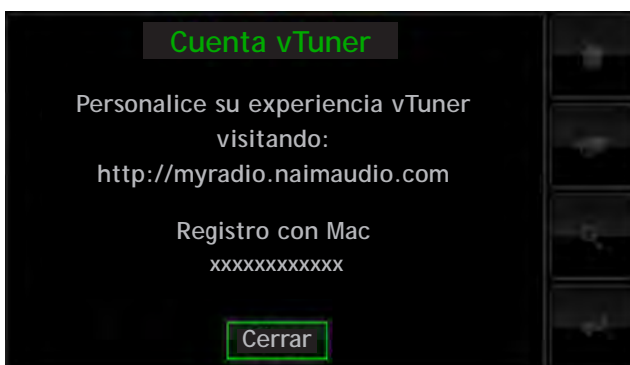 Cuenta vTuner
Personalice su experiencia vTuner
visitando:
http://myradio.naimaudio.com
Registro con Mac
xxxxxxxxxxxx
Cerrar